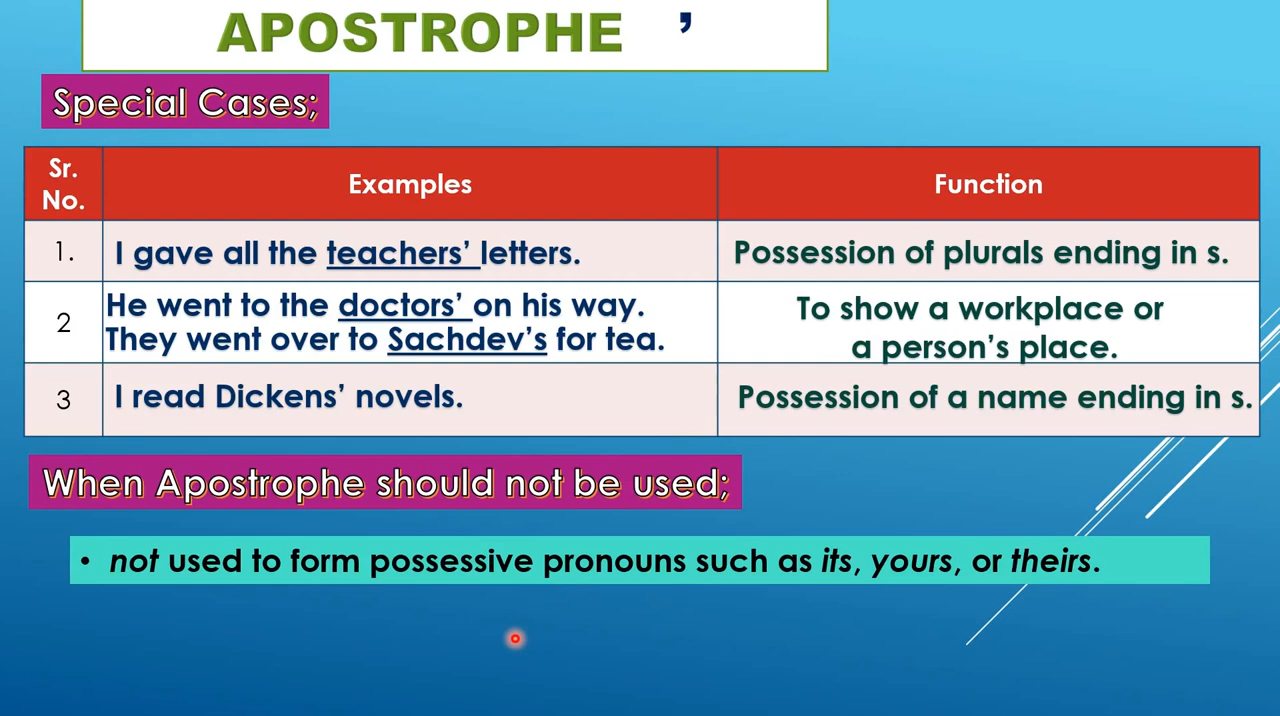 APOSTROPHE ’
Special Cases;
Sr. No. Examples Function
1. I gave all the teachers’ letters. Possession of plurals ending in s.
2 He went to the doctors’ on his way.
They went over to Sachdev’s for tea.
To show a workplace or
a person’s place.
3 I read Dickens’ novels. Possession of a name ending in s.
When Apostrophe should not be used;
• not used to form possessive pronouns such as its, yours, or theirs.